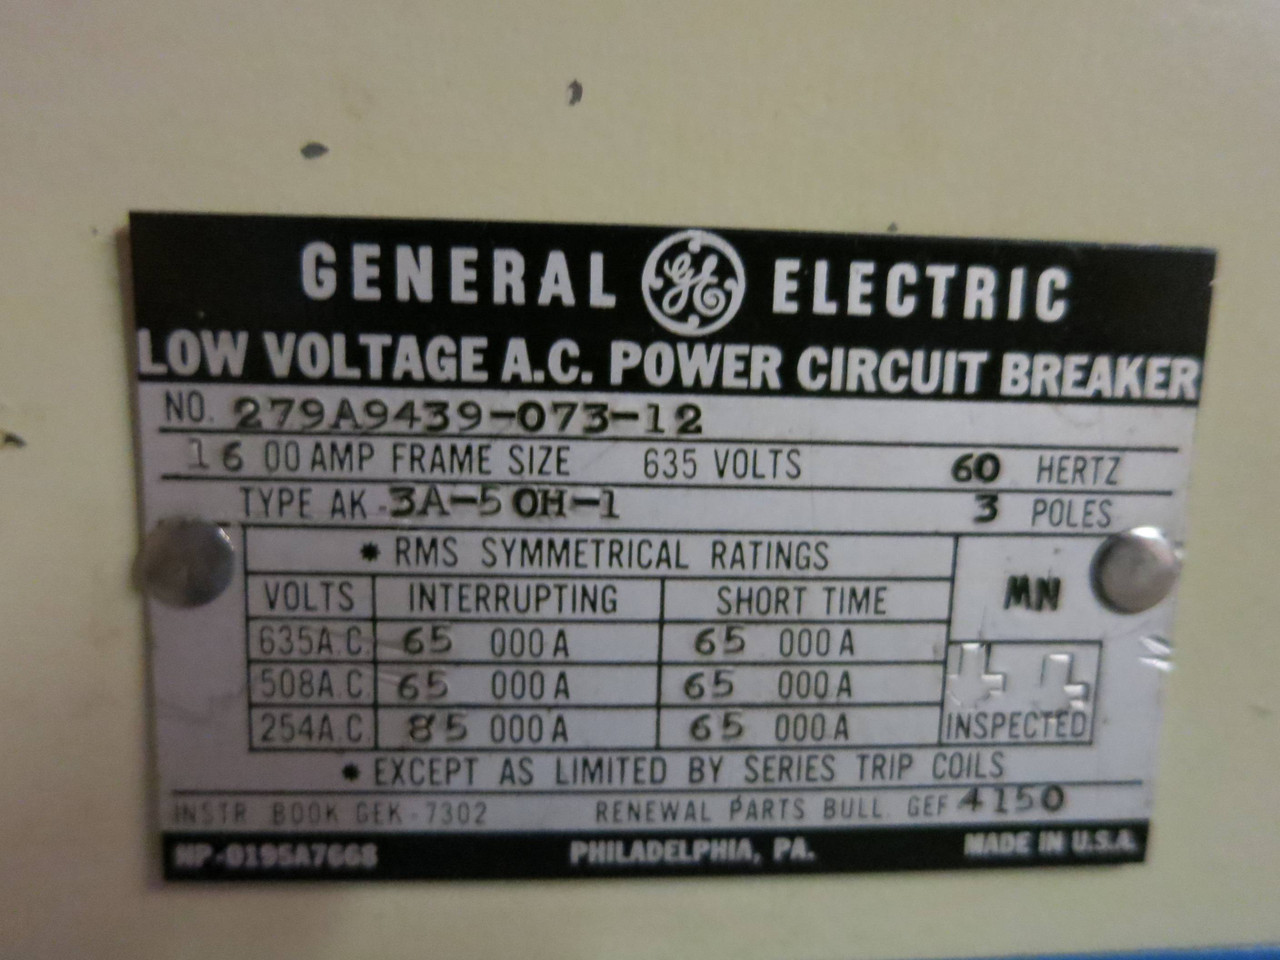 GENERAL GE ELECTRIC
LOW VOLTAGE A.C. POWER CIRCUIT BREAKER
NO. 279A9439-073-12
1600 AMP FRAME SIZE 635 VOLTS 60 HERTZ
TYPE AK-3A-50H-1 3 POLES
* RMS SYMMETRICAL RATINGS
MN
VOLTS INTERRUPTING SHORT TIME
635A.C. 65 000A 65 000A
508A.C. 65 000A 65 000A
254A.C. 85 000A 65 000A
INSPECTED
* EXCEPT AS LIMITED BY SERIES TRIP COILS
INSTR BOOK GEK-7302 RENEWAL PARTS BULL. GEF 4150
NP-0195A7668 PHILADELPHIA, PA. MADE IN U.S.A.